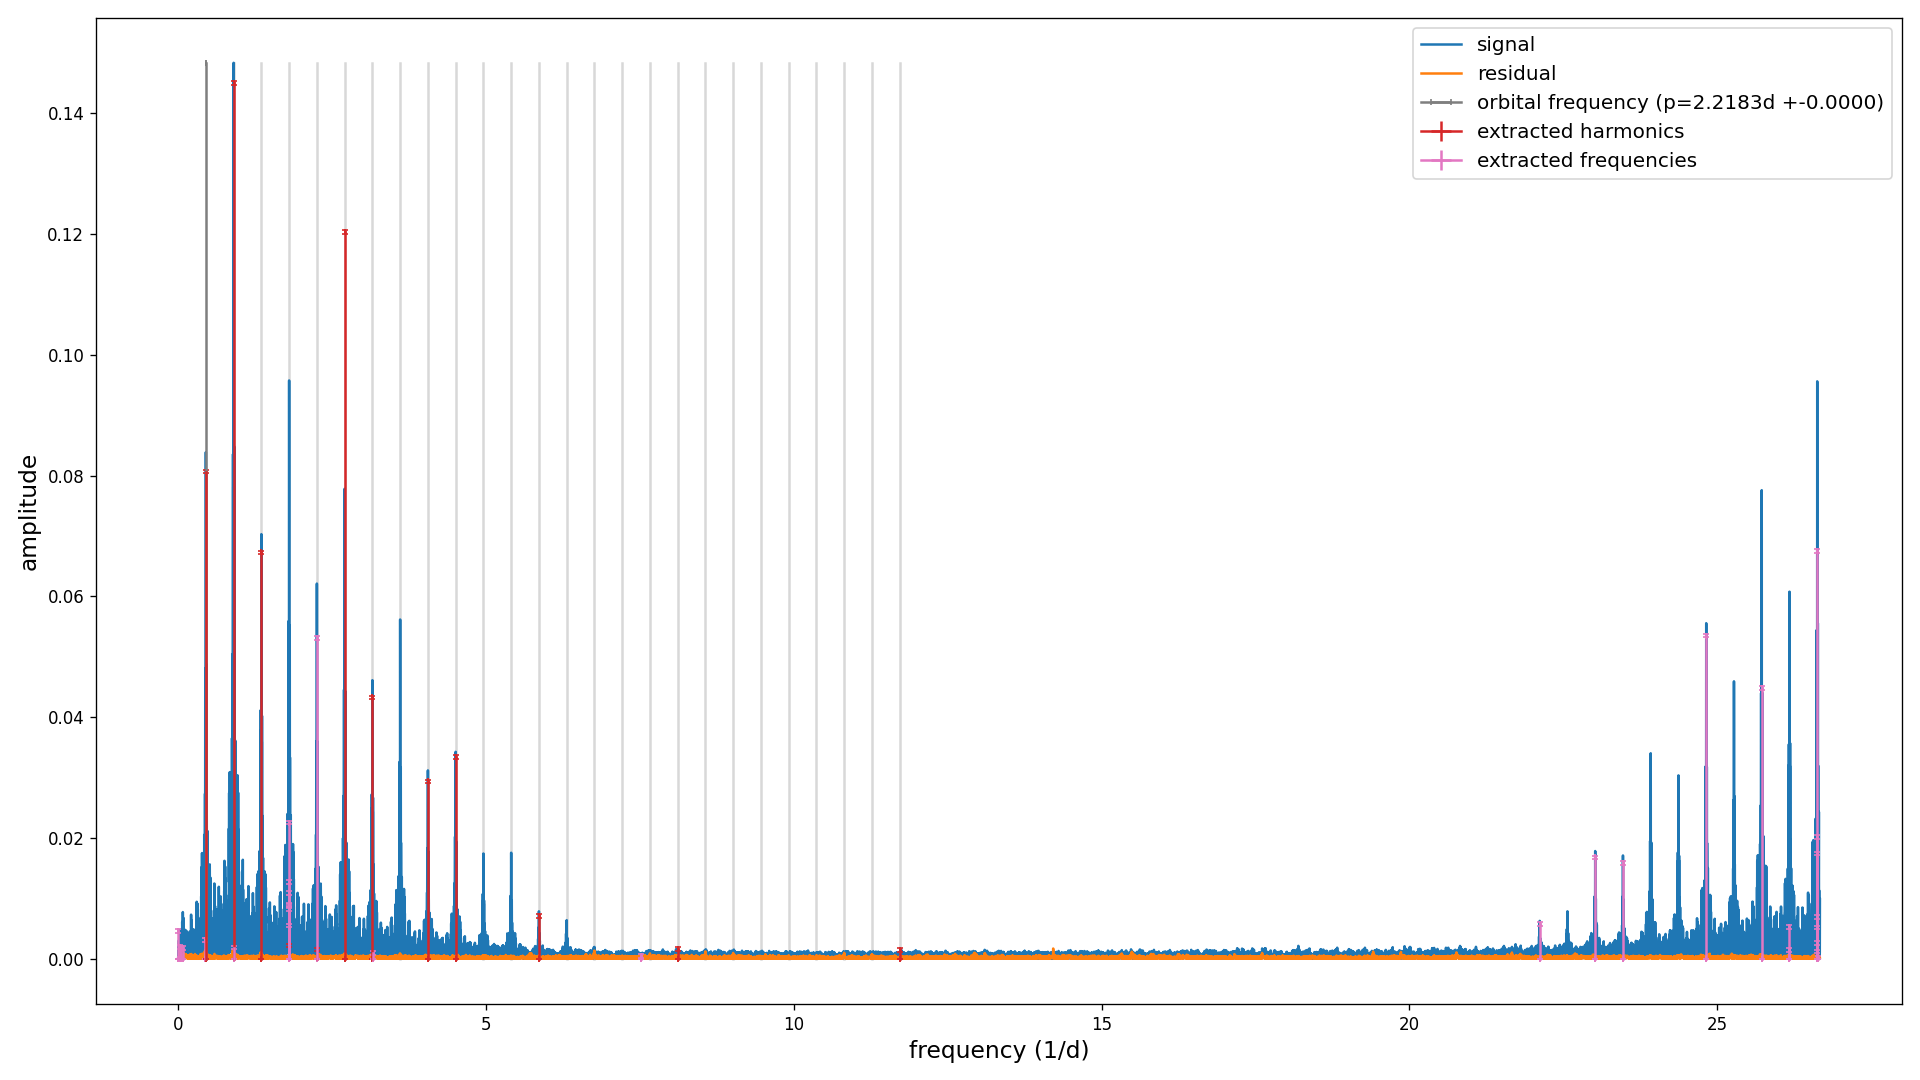 signal
residual
orbital frequency (p=2.2183d +-0.0000)
extracted harmonics
extracted frequencies
0.14
0.12
0.10
0.08
0.06
0.04
0.02
0.00
amplitude
0 5 10 15 20 25
frequency (1/d)